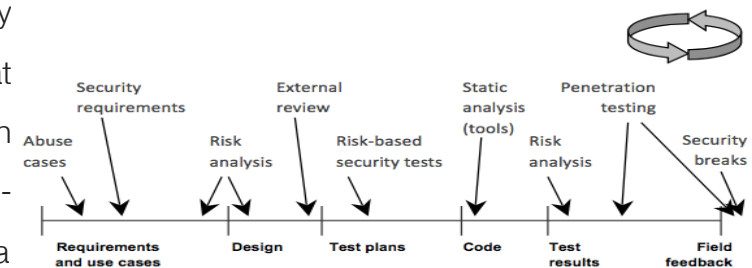 y
at
n
-
a
Security
requirements
External
review
Static
analysis
(tools)
Penetration
testing
Abuse
cases
Risk
analysis
Risk-based
security tests
Risk
analysis
Security
breaks
Requirements
and use cases
Design
Test plans
Code
Test
results
Field
feedback